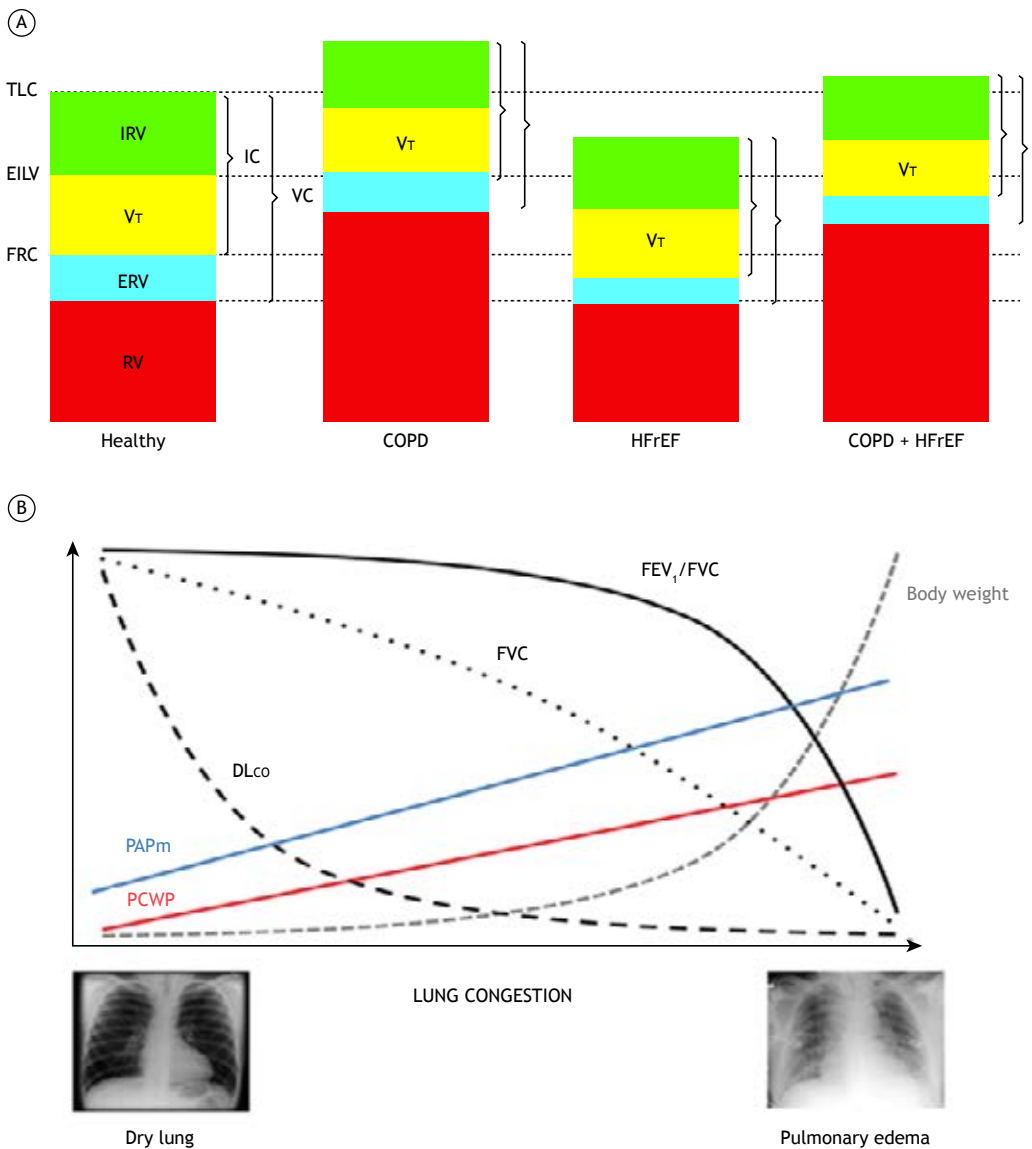 A
TLC
IRV
IC
EILV
VT
VC
FRC
ERV
RV
VT
VT
VT
Healthy
COPD
HFrEF
COPD + HFrEF
B
FEV1/FVC
Body weight
FVC
DLCO
PAPm
PCWP
LUNG CONGESTION
Dry lung
Pulmonary edema